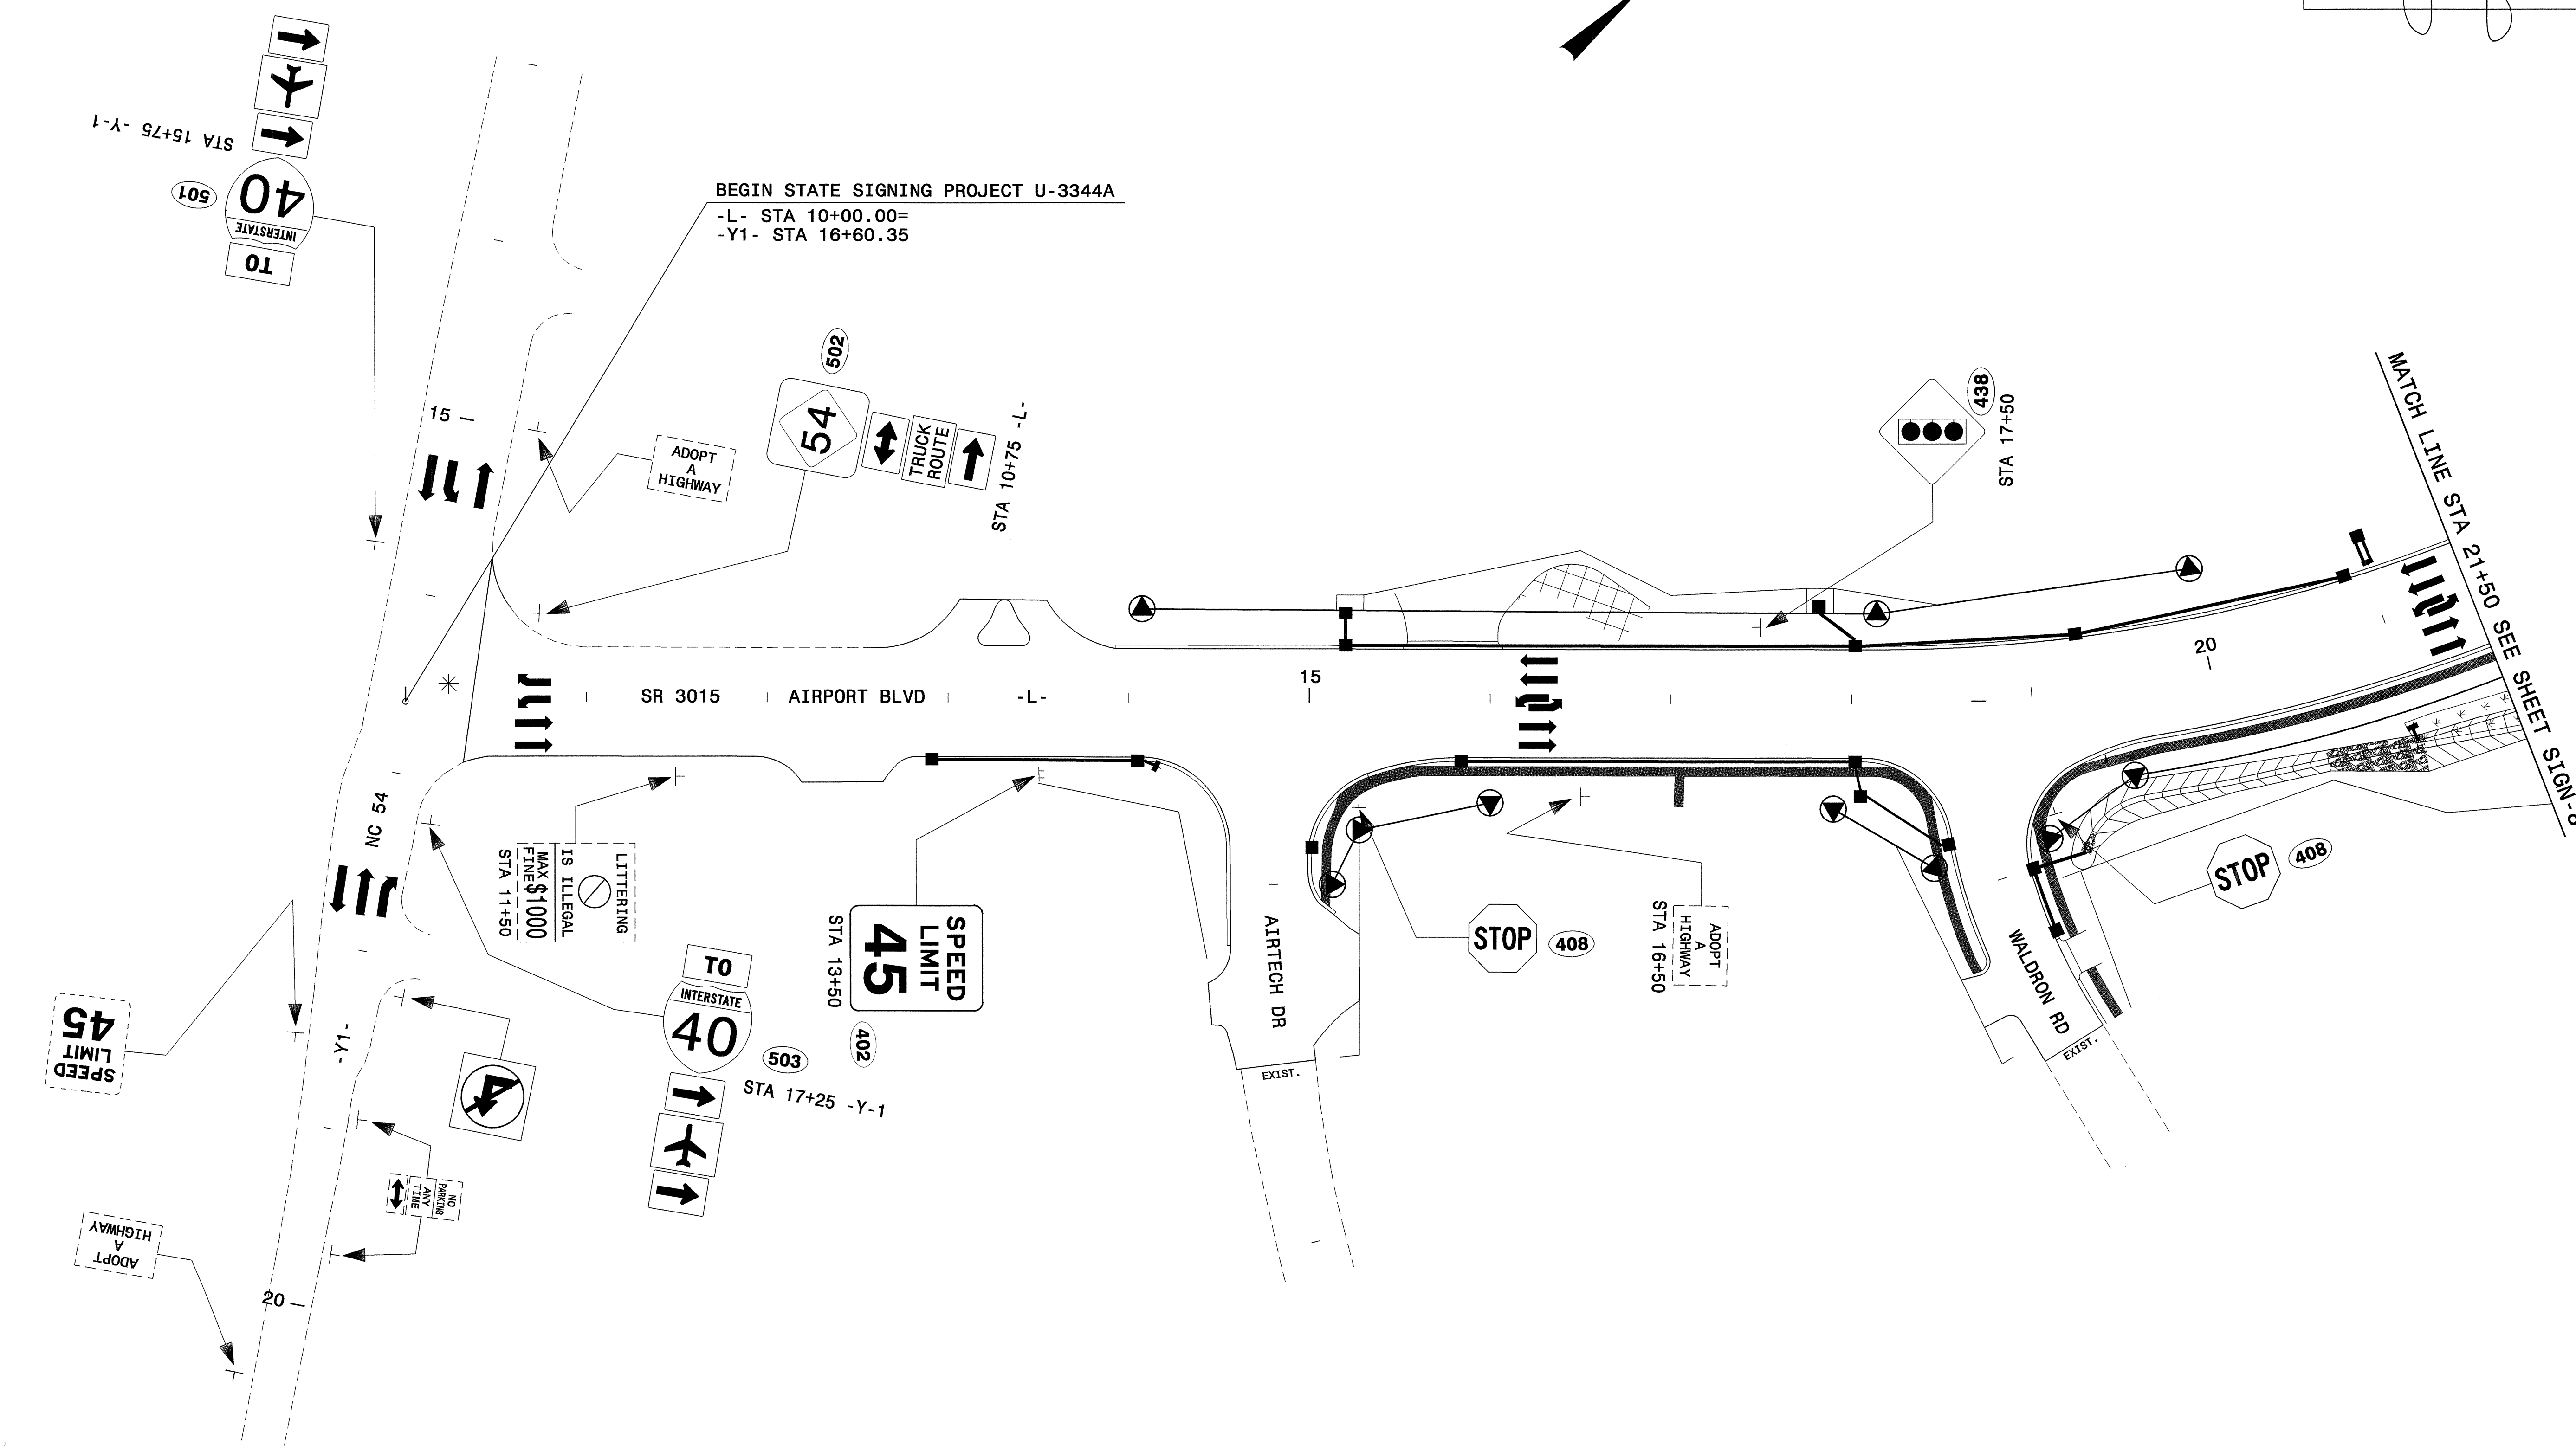 STA 15+75 -Y-1
501
40
INTERSTATE
TO
BEGIN STATE SIGNING PROJECT U-3344A
-L- STA 10+00.00=
-Y1- STA 16+60.35
15
ADOPT
A
HIGHWAY
502
54
TRUCK
ROUTE
STA 10+75 -L-
438
STA 17+50
MATCH LINE STA 21+50 SEE SHEET SIGN-8
SR 3015
AIRPORT BLVD
-L-
15
20
NC 54
LITTERING
IS ILLEGAL
MAX $1000
FINE
STA 11+50
SPEED
LIMIT
45
STA 13+50
402
TO
INTERSTATE
40
503
STA 17+25 -Y-1
AIRTECH DR
EXIST.
STOP
408
ADOPT
A
HIGHWAY
STA 16+50
WALDRON RD
EXIST.
STOP
408
SPEED
LIMIT
45
-Y1-
NO
PARKING
ANY
TIME
ADOPT
A
HIGHWAY
20